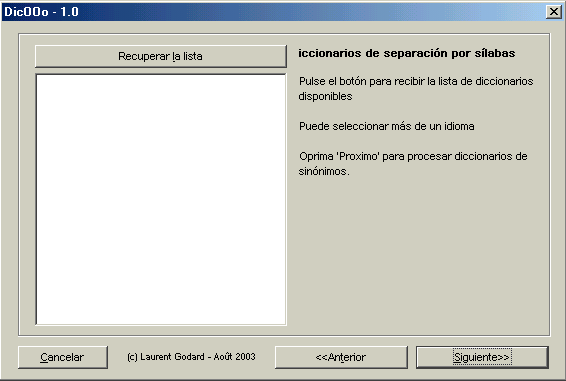 DicOOo - 1.0
Recuperar la lista
iccionarios de separación por sílabas
Pulse el botón para recibir la lista de diccionarios
disponibles
Puede seleccionar más de un idioma
Oprima 'Proximo' para procesar diccionarios de
sinónimos.
Cancelar
(c) Laurent Godard - Août 2003
<<Anterior
Siguiente>>